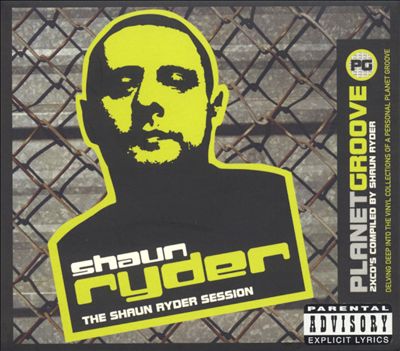 shaun
ryder
THE SHAUN RYDER SESSION
PG
PLANETGROOVE
2XCD'S COMPILED BY SHAUN RYDER
DELVING DEEP INTO THE VINYL COLLECTIONS OF A PERSONAL PLANET GROOVE
PARENTAL
ADVISORY
EXPLICIT LYRICS